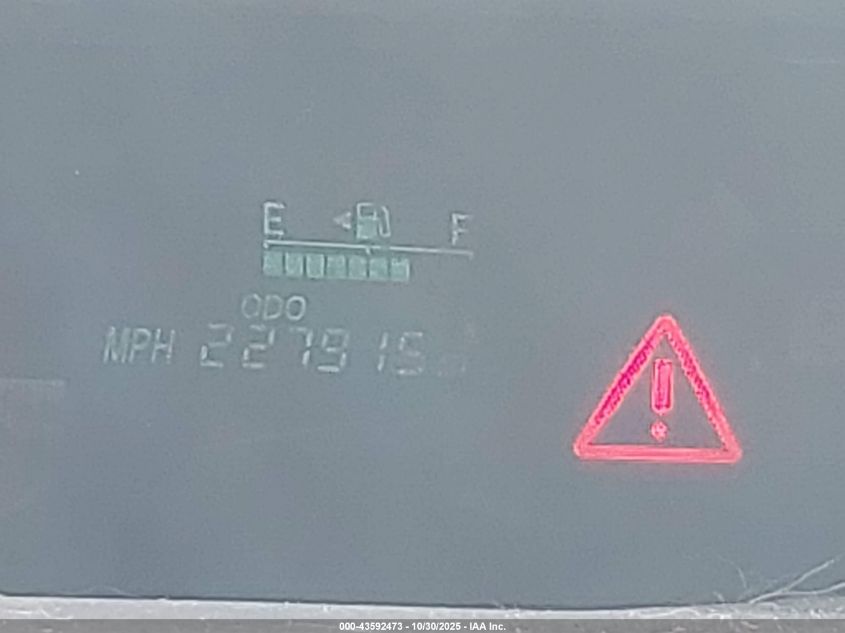 E F
ODO
MPH 227915
000-43592473 - 10/30/2025 - IAA Inc.